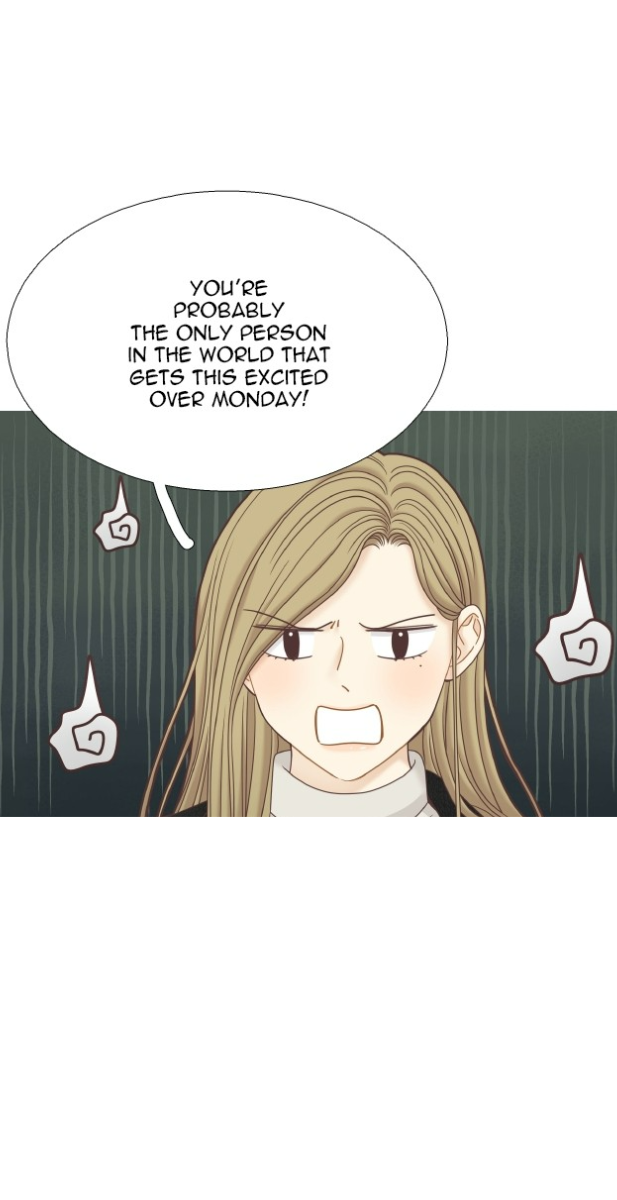 YOU'RE
PROBABLY
THE ONLY PERSON
IN THE WORLD THAT
GETS THIS EXCITED
OVER MONDAY!